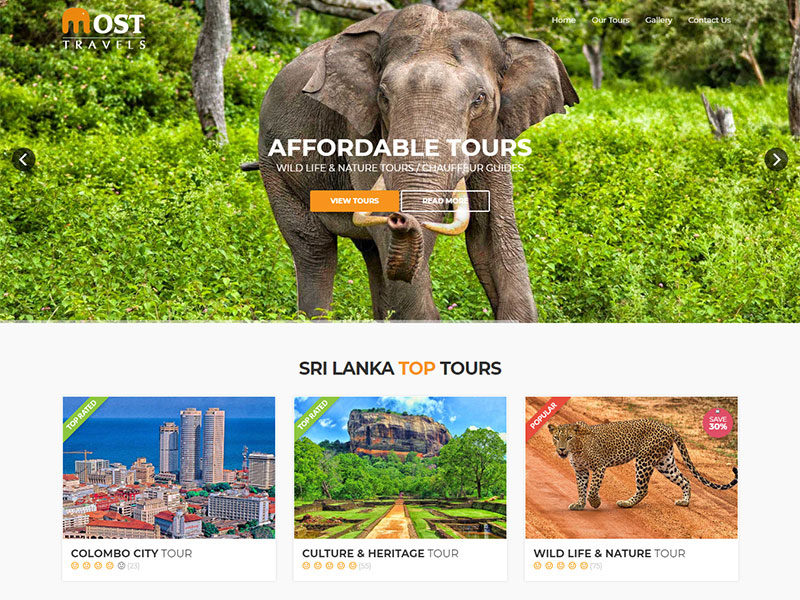 MOST
TRAVELS
Home Our Tours Gallery Contact Us
AFFORDABLE TOURS
WILD LIFE & NATURE TOURS / CHAUFFEUR GUIDES
VIEW TOURS READ MORE
SRI LANKA TOP TOURS
TOP RATED
TOP RATED
POPULAR
SAVE
30%
COLOMBO CITY TOUR
(23)
CULTURE & HERITAGE TOUR
(55)
WILD LIFE & NATURE TOUR
(75)